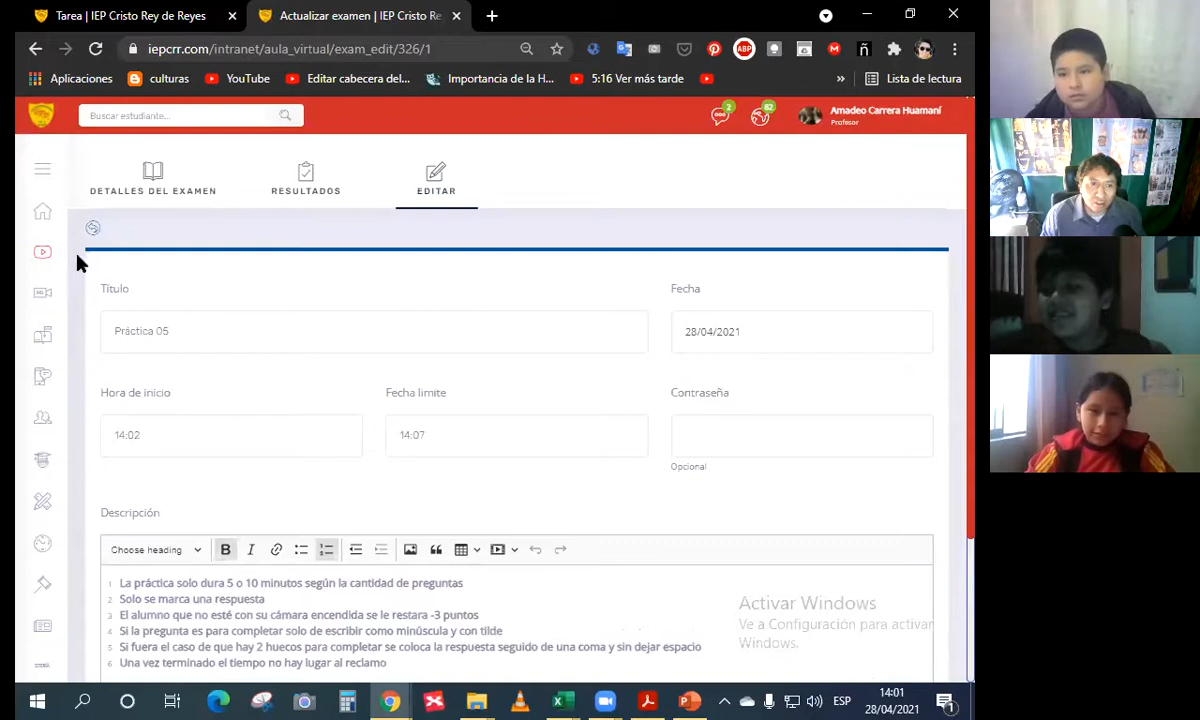 Tarea | IEP Cristo Rey de Reyes
Actualizar examen | IEP Cristo Re
iepcrr.com/intranet/aula_virtual/exam_edit/326/1
Aplicaciones
culturas
YouTube
Editar cabecera del...
Importancia de la H...
5:16 Ver más tarde
»
Lista de lectura
Buscar estudiante...
2
82
Amadeo Carrera Huamaní
Profesor
DETALLES DEL EXAMEN
RESULTADOS
EDITAR
Título
Fecha
Práctica 05
28/04/2021
Hora de inicio
Fecha limite
Contraseña
14:02
14:07
Opcional
Descripción
Choose heading
B
I
1 La práctica solo dura 5 o 10 minutos según la cantidad de preguntas
2 Solo se marca una respuesta
3 El alumno que no esté con su cámara encendida se le restara -3 puntos
4 Si la pregunta es para completar solo de escribir como minúscula y con tilde
5 Si fuera el caso de que hay 2 huecos para completar se coloca la respuesta seguido de una coma y sin dejar espacio
6 Una vez terminado el tiempo no hay lugar al reclamo
Activar Windows
Ve a Configuración para activar
Windows.
ESP
14:01
28/04/2021
1